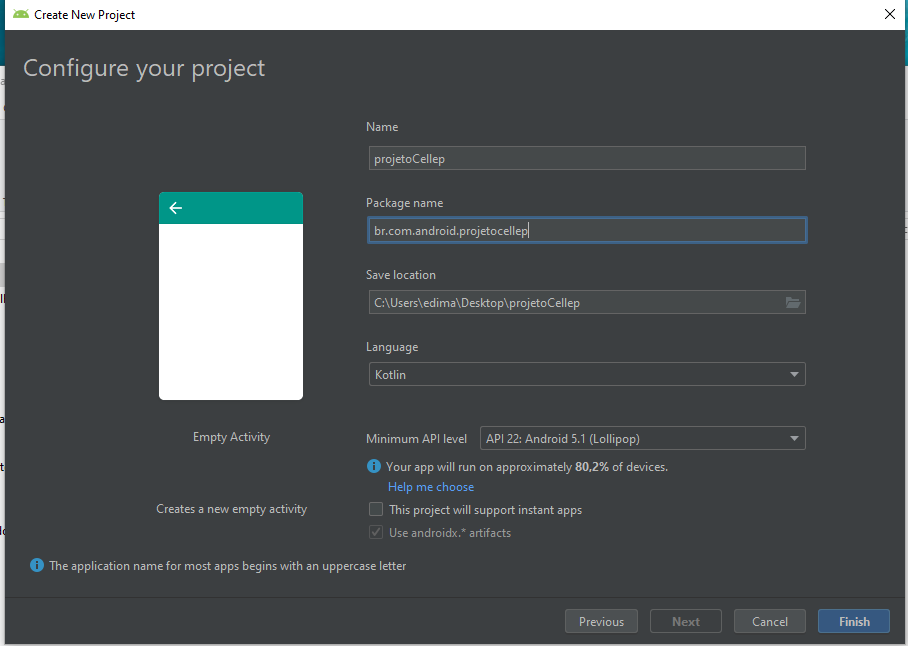 Create New Project
Configure your project
Name
projetoCellep
Package name
br.com.android.projetocellep
Save location
C:\Users\edima\Desktop\projetoCellep
Language
Kotlin
Empty Activity
Minimum API level API 22: Android 5.1 (Lollipop)
Your app will run on approximately 80,2% of devices.
Help me choose
Creates a new empty activity
This project will support instant apps
Use androidx.* artifacts
The application name for most apps begins with an uppercase letter
Previous Next Cancel Finish